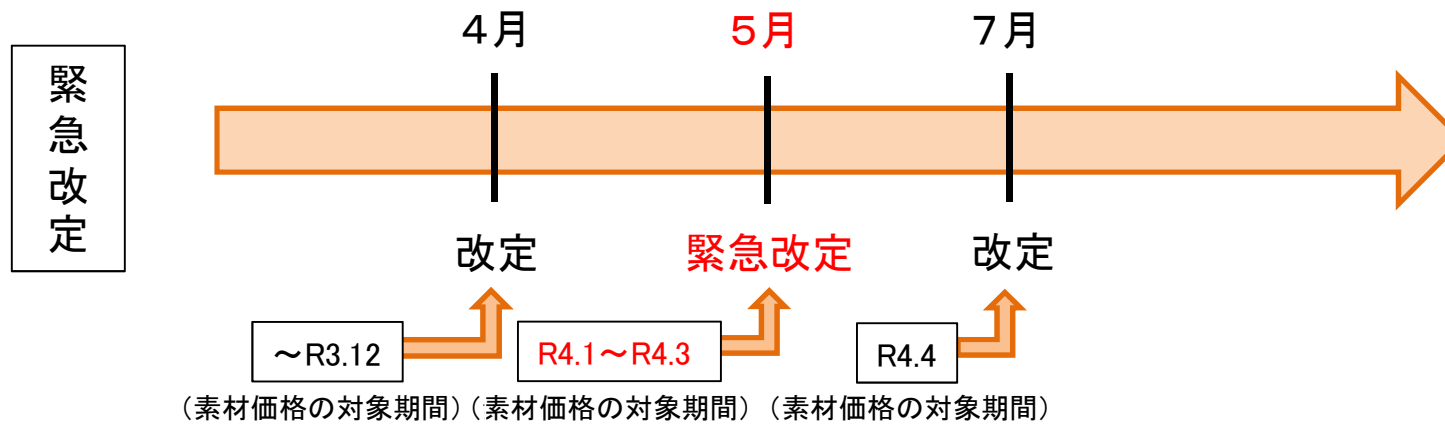 緊急改定
４月 ５月 ７月
改定 緊急改定 改定
～R3.12 R4.1～R4.3 R4.4
（素材価格の対象期間）（素材価格の対象期間）（素材価格の対象期間）